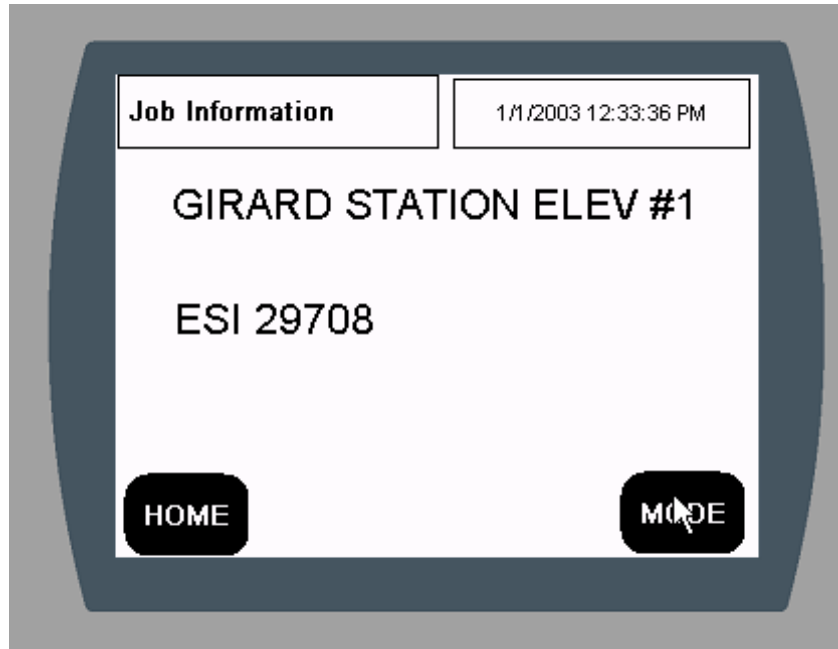 Job Information
1/1/2003 12:33:36 PM
GIRARD STATION ELEV #1
ESI 29708
HOME
MODE